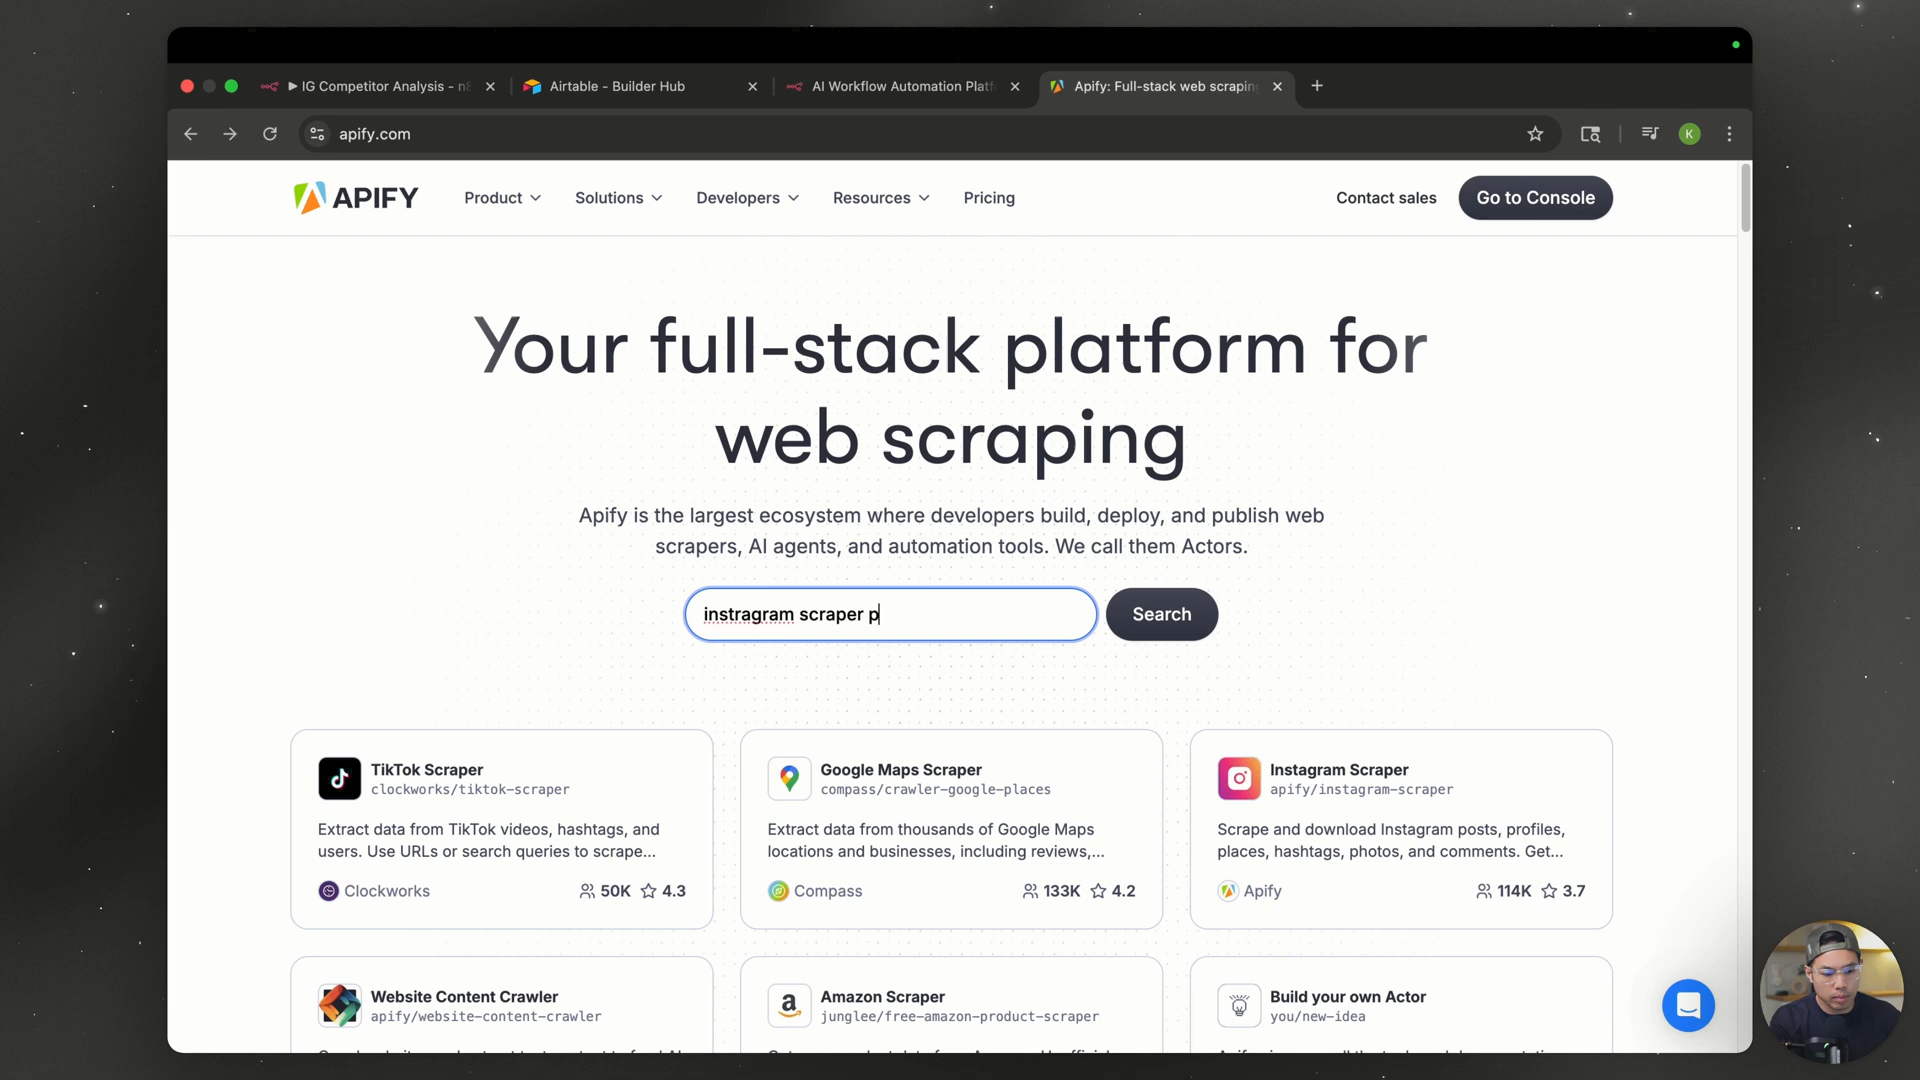 ▶ IG Competitor Analysis - n8
Airtable - Builder Hub
AI Workflow Automation Platf
Apify: Full-stack web scraping
apify.com
K
APIFY
Product
Solutions
Developers
Resources
Pricing
Contact sales
Go to Console
Your full-stack platform for
web scraping
Apify is the largest ecosystem where developers build, deploy, and publish web
scrapers, AI agents, and automation tools. We call them Actors.
instragram scraper p
Search
TikTok Scraper
clockworks/tiktok-scraper
Extract data from TikTok videos, hashtags, and
users. Use URLs or search queries to scrape...
Clockworks 50K 4.3
Google Maps Scraper
compass/crawler-google-places
Extract data from thousands of Google Maps
locations and businesses, including reviews,...
Compass 133K 4.2
Instagram Scraper
apify/instagram-scraper
Scrape and download Instagram posts, profiles,
places, hashtags, photos, and comments. Get...
Apify 114K 3.7
Website Content Crawler
apify/website-content-crawler
Amazon Scraper
junglee/free-amazon-product-scraper
Build your own Actor
you/new-idea